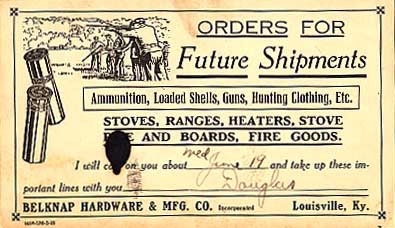 ORDERS FOR
Future Shipments
Ammunition, Loaded Shells, Guns, Hunting Clothing, Etc.
STOVES, RANGES, HEATERS, STOVE
AND BOARDS, FIRE GOODS.
I will call on you about Wed June 19 and take up these im-
portant lines with you Douglas
BELKNAP HARDWARE & MFG. CO. Incorporated Louisville, Ky.